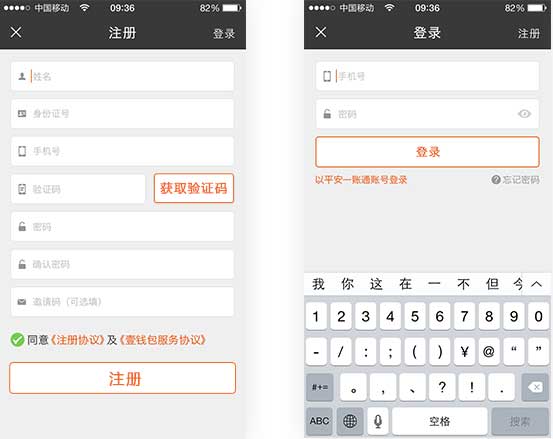 中国移动 09:36 82%
注册 登录
姓名
身份证号
手机号
验证码 获取验证码
密码
确认密码
邀请码（可选填）
同意《注册协议》及《壹钱包服务协议》
注册
中国移动 09:36 82%
登录 注册
手机号
密码
登录
以平安一账通账号登录 ?忘记密码
我 你 这 在 一 不 但 今
1 2 3 4 5 6 7 8 9 0
- / : ; ( ) ¥ @ “ ”
#+= 。 , 、 ? ! .
ABC 空格 搜索